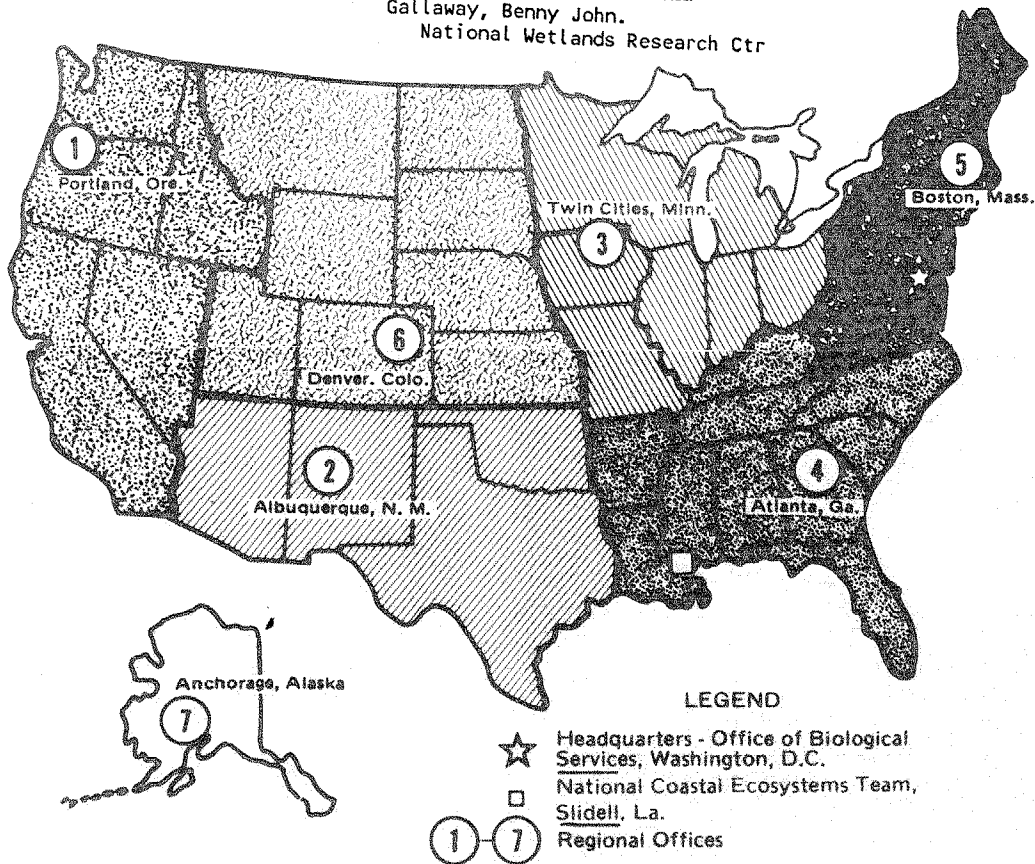 Gallaway, Benny John.
National Wetlands Research Ctr
1
Portland, Ore.
Twin Cities, Minn.
3
5
Boston, Mass.
6
Denver. Colo.
2
Albuquerque, N. M.
4
Atlanta, Ga.
Anchorage, Alaska
7
LEGEND
Headquarters - Office of Biological
Services, Washington, D.C.
National Coastal Ecosystems Team,
Slidell, La.
1-7 Regional Offices